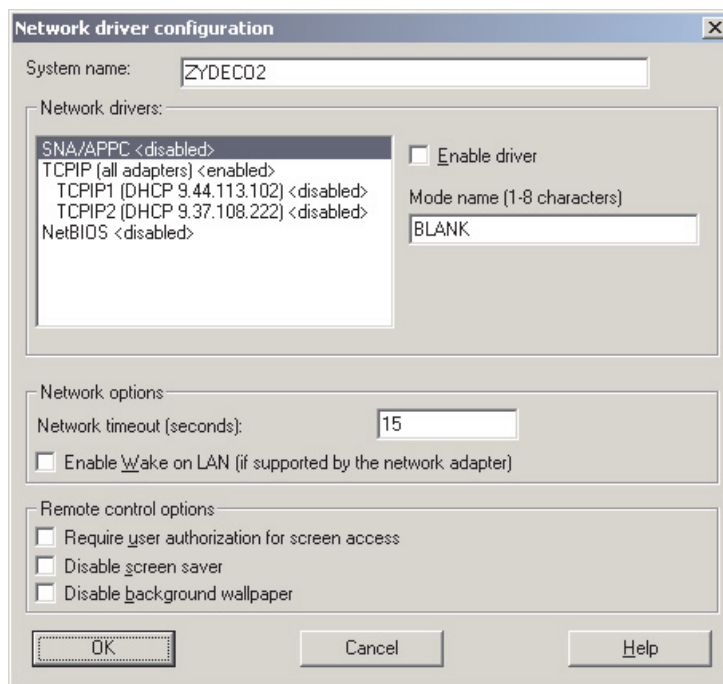 Network driver configuration
System name:
ZYDECO2
Network drivers:
SNA/APPC <disabled>
TCPIP (all adapters) <enabled>
TCPIP1 (DHCP 9.44.113.102) <disabled>
TCPIP2 (DHCP 9.37.108.222) <disabled>
NetBIOS <disabled>
Enable driver
Mode name (1-8 characters)
BLANK
Network options
Network timeout (seconds):
15
Enable Wake on LAN (if supported by the network adapter)
Remote control options
Require user authorization for screen access
Disable screen saver
Disable background wallpaper
OK
Cancel
Help